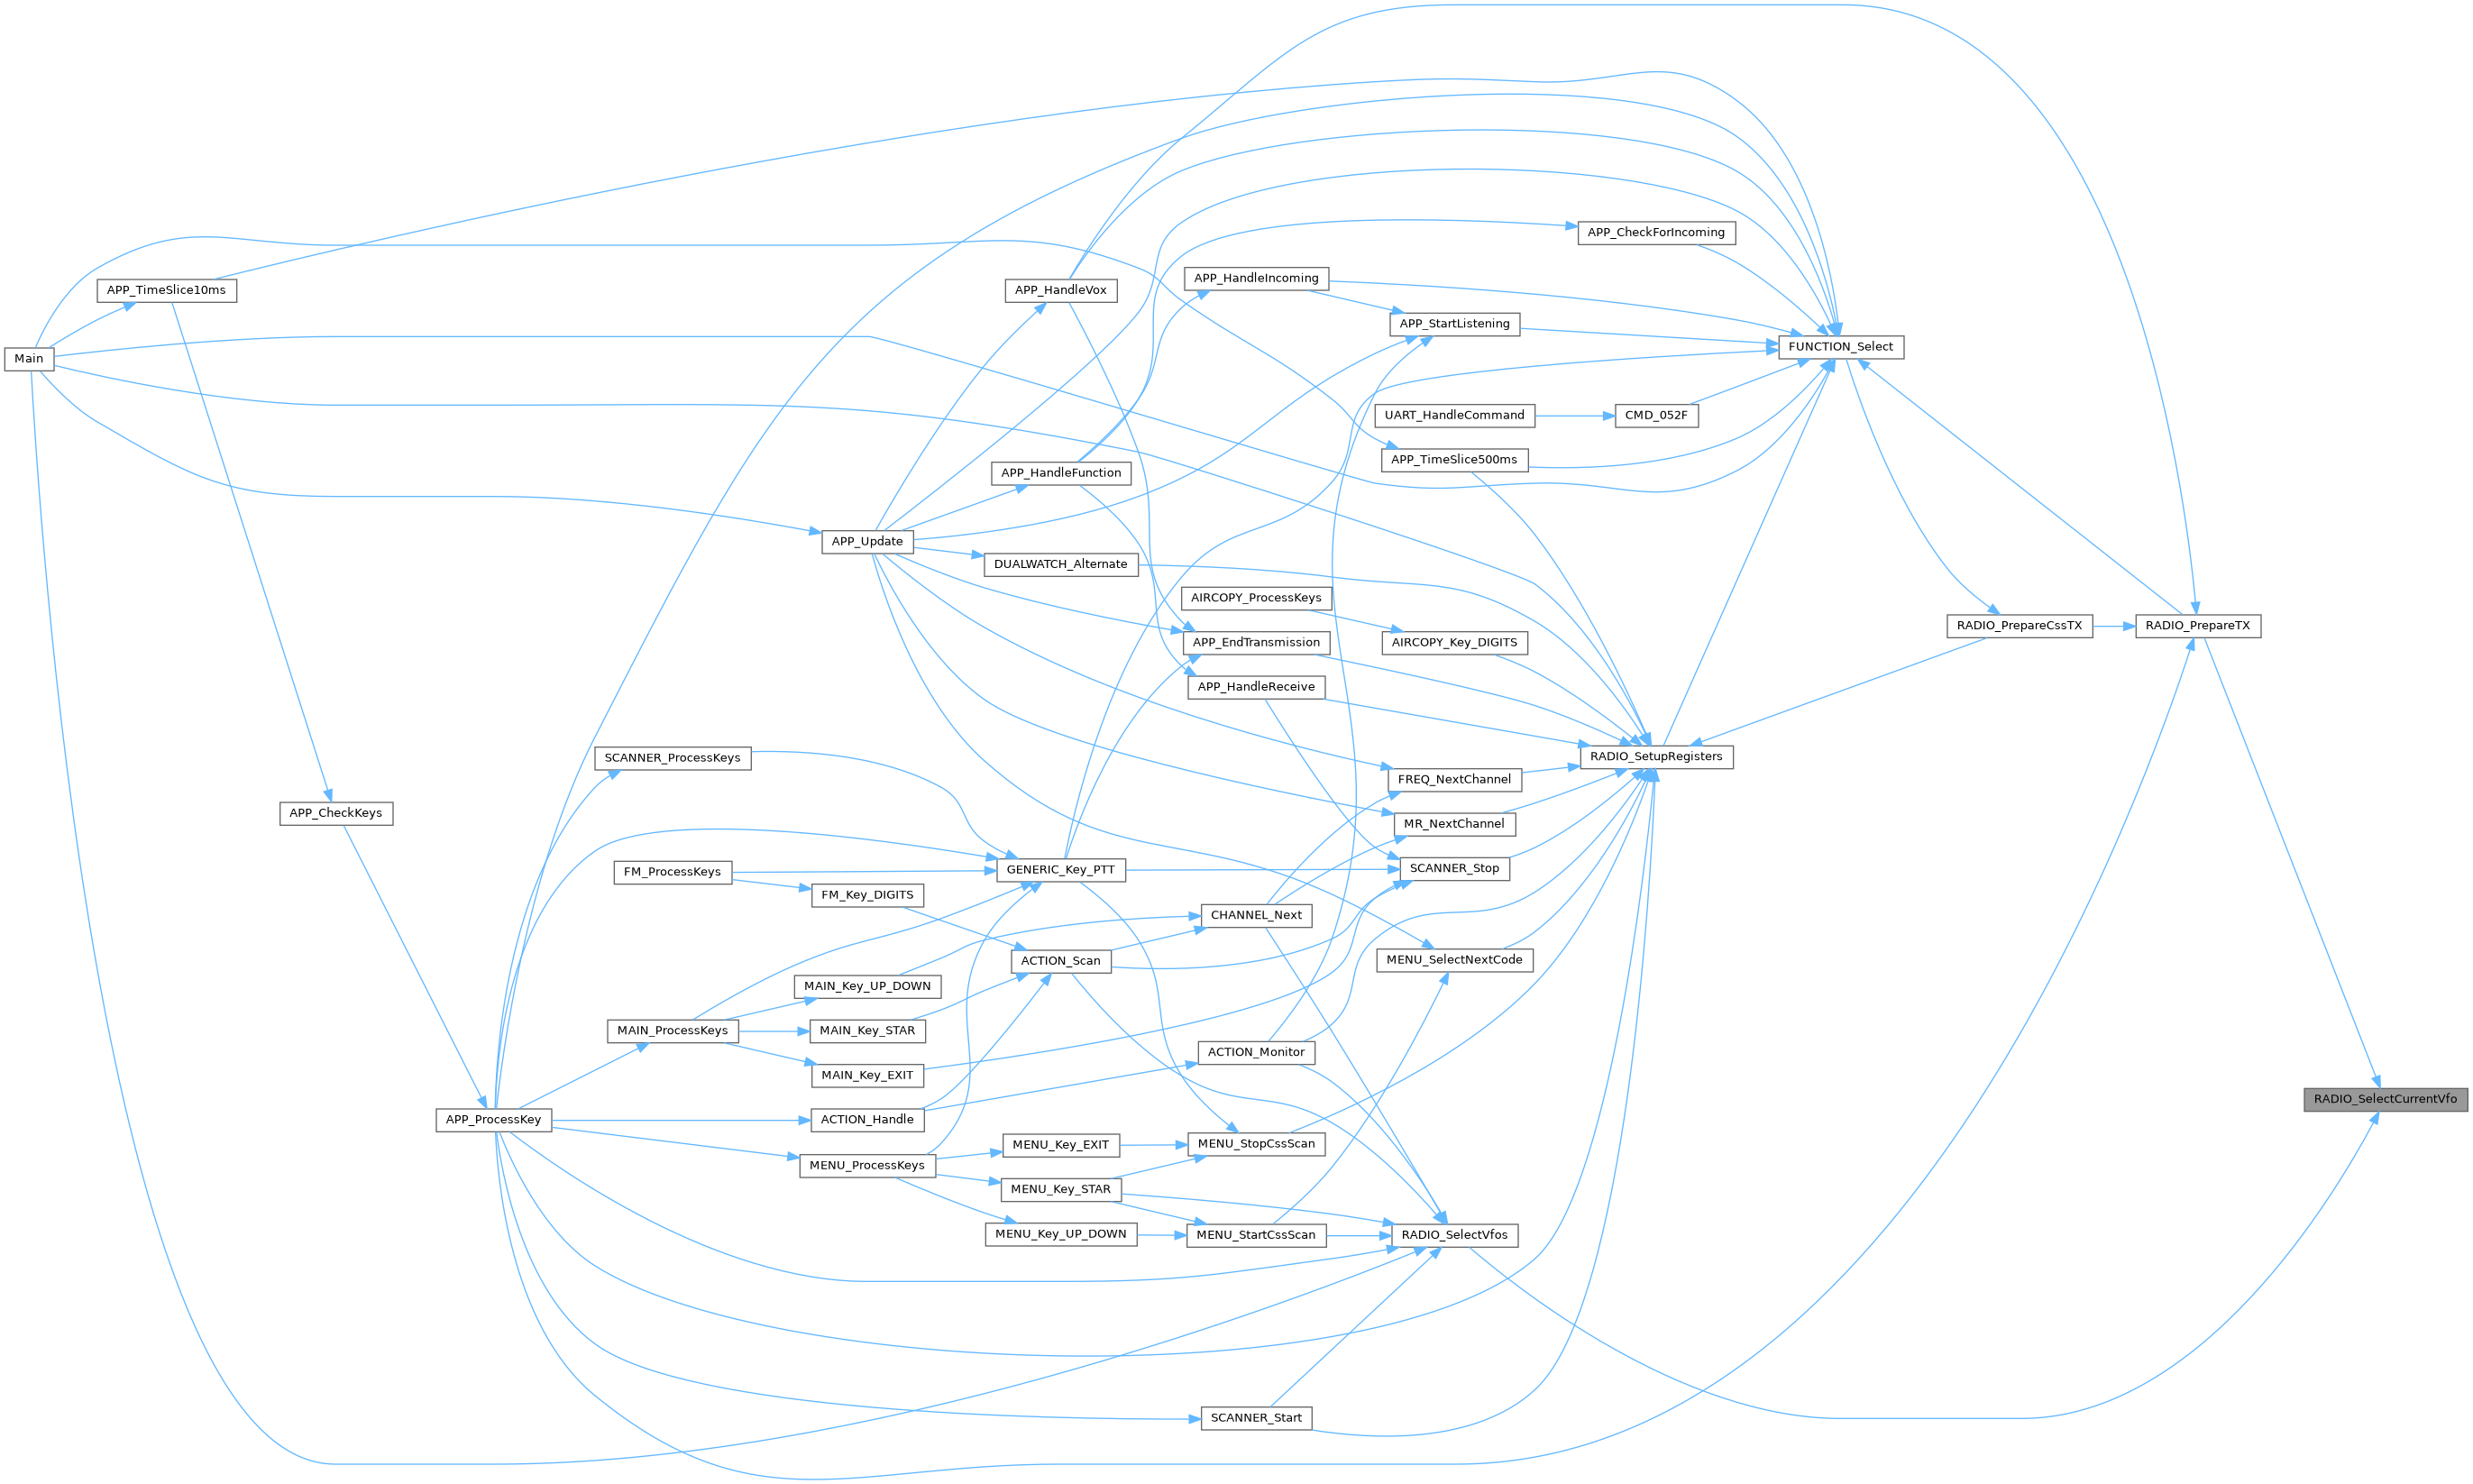 APP_CheckForIncoming
APP_HandleIncoming
APP_TimeSlice10ms
APP_HandleVox
APP_StartListening
FUNCTION_Select
Main
UART_HandleCommand
CMD_052F
APP_TimeSlice500ms
APP_HandleFunction
APP_Update
DUALWATCH_Alternate
AIRCOPY_ProcessKeys
RADIO_PrepareCssTX
RADIO_PrepareTX
APP_EndTransmission
AIRCOPY_Key_DIGITS
APP_HandleReceive
SCANNER_ProcessKeys
RADIO_SetupRegisters
FREQ_NextChannel
APP_CheckKeys
MR_NextChannel
FM_ProcessKeys
GENERIC_Key_PTT
SCANNER_Stop
FM_Key_DIGITS
CHANNEL_Next
ACTION_Scan
MENU_SelectNextCode
MAIN_Key_UP_DOWN
MAIN_ProcessKeys
MAIN_Key_STAR
ACTION_Monitor
MAIN_Key_EXIT
RADIO_SelectCurrentVfo
APP_ProcessKey
ACTION_Handle
MENU_Key_EXIT
MENU_StopCssScan
MENU_ProcessKeys
MENU_Key_STAR
MENU_Key_UP_DOWN
MENU_StartCssScan
RADIO_SelectVfos
SCANNER_Start